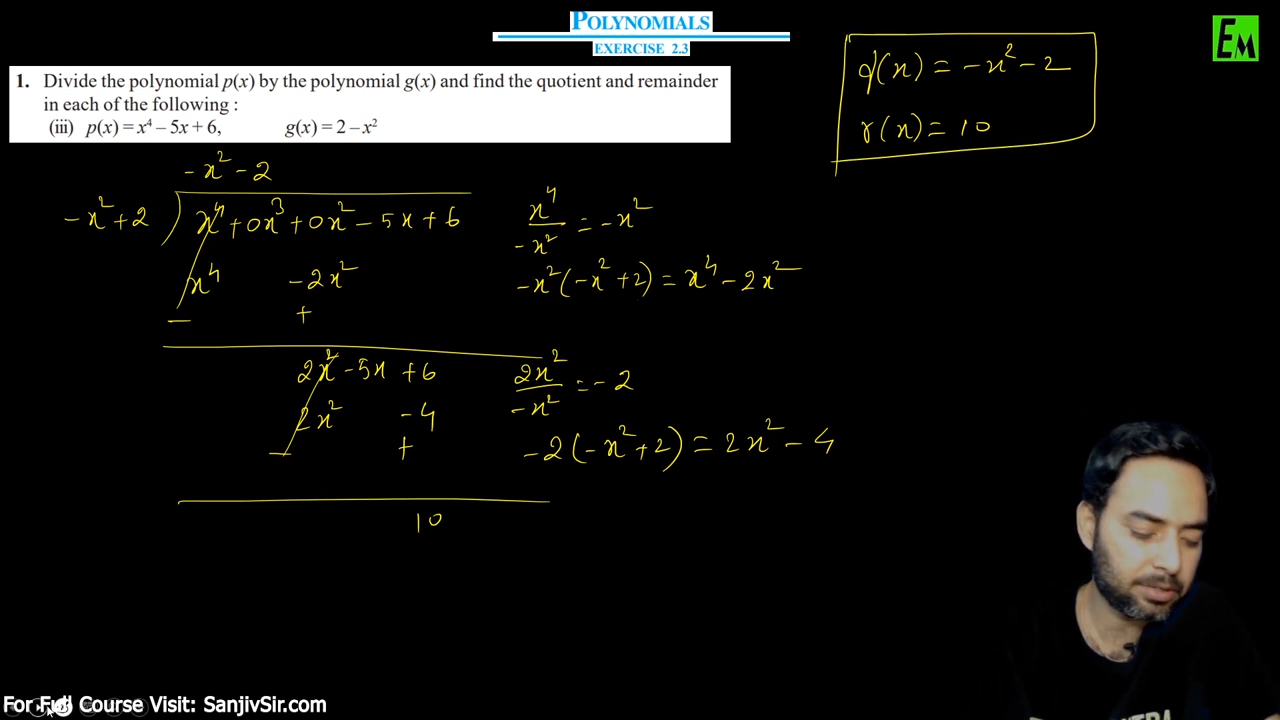 POLYNOMIALS
EXERCISE 2.3
EM
1. Divide the polynomial p(x) by the polynomial g(x) and find the quotient and remainder
in each of the following :
(iii) p(x) = x⁴ – 5x + 6, g(x) = 2 – x²
q(x) = -x² - 2
r(x) = 10
-x² - 2
-x² + 2 ) x⁴ + 0x³ + 0x² - 5x + 6
x⁴/-x² = -x²
x⁴ -2x²
-x²(-x² + 2) = x⁴ - 2x²
- +
2x² - 5x + 6
2x²/-x² = -2
2x² - 4
- +
-2(-x² + 2) = 2x² - 4
10
For Full Course Visit: SanjivSir.com